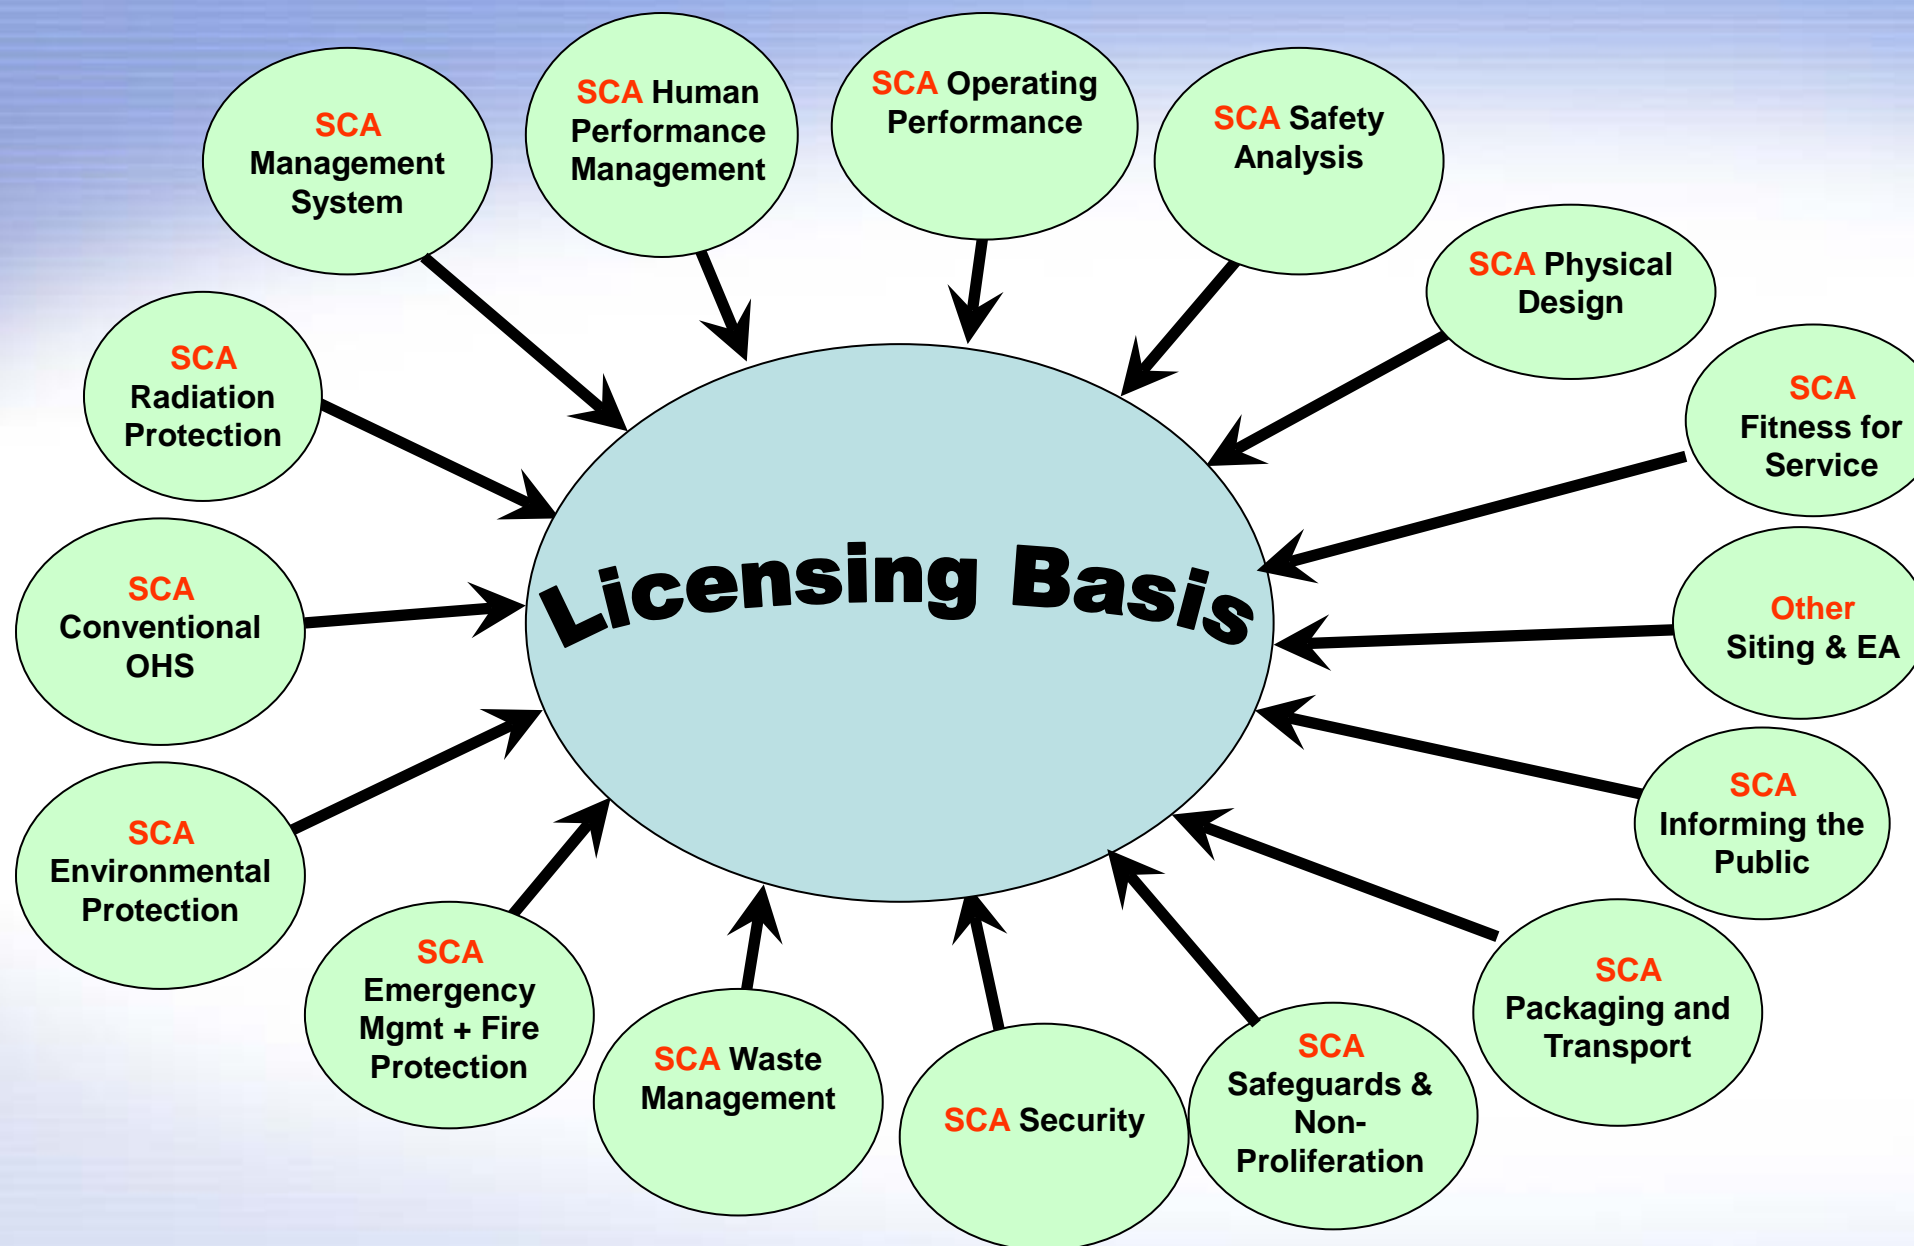 SCA
Management
System
SCA Human
Performance
Management
SCA Operating
Performance
SCA Safety
Analysis
SCA Physical
Design
SCA
Fitness for
Service
Other
Siting & EA
SCA
Informing the
Public
SCA
Packaging and
Transport
SCA
Safeguards &
Non-
Proliferation
SCA Security
SCA Waste
Management
SCA
Emergency
Mgmt + Fire
Protection
SCA
Environmental
Protection
SCA
Conventional
OHS
SCA
Radiation
Protection
Licensing Basis